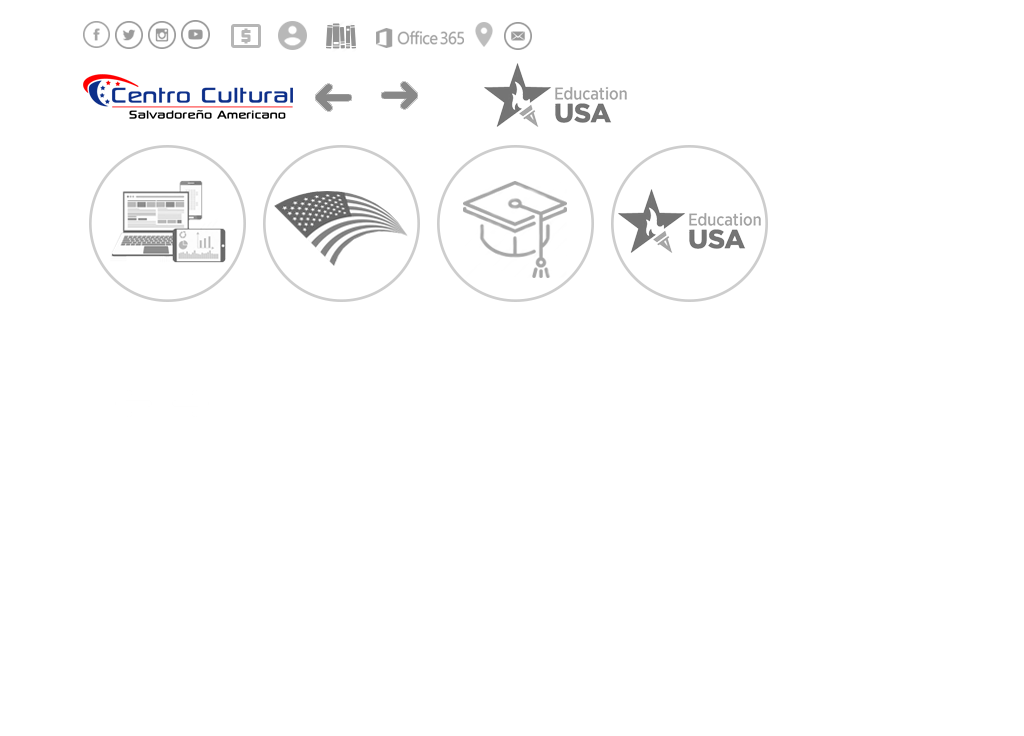 Office 365
Centro Cultural
Salvadoreño Americano
Education
USA
Education
USA